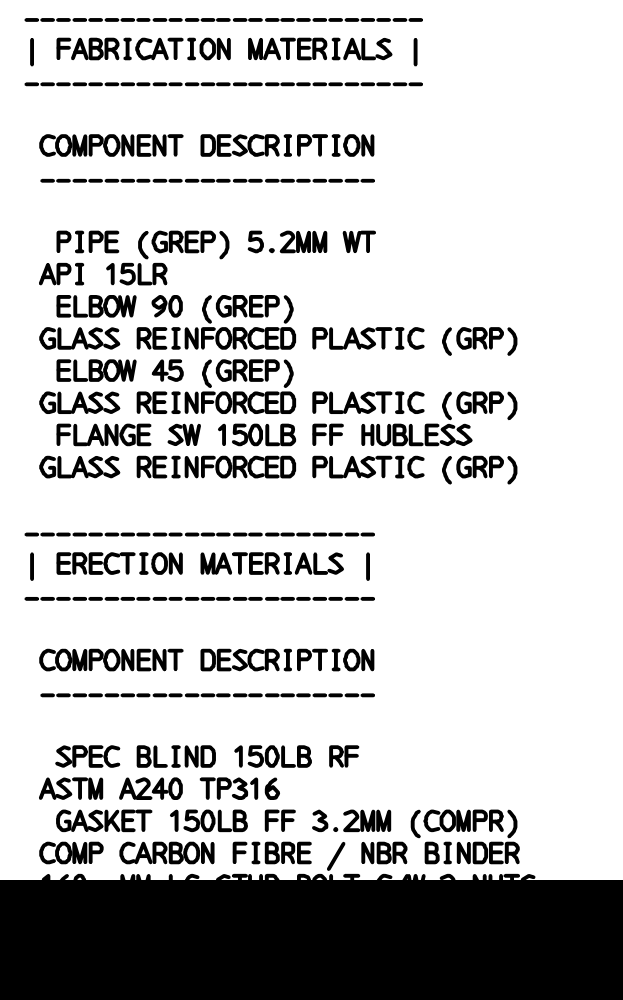 --------------------------
| FABRICATION MATERIALS |
--------------------------
COMPONENT DESCRIPTION
---------------------
PIPE (GREP) 5.2MM WT
API 15LR
ELBOW 90 (GREP)
GLASS REINFORCED PLASTIC (GRP)
ELBOW 45 (GREP)
GLASS REINFORCED PLASTIC (GRP)
FLANGE SW 150LB FF HUBLESS
GLASS REINFORCED PLASTIC (GRP)
----------------------
| ERECTION MATERIALS |
----------------------
COMPONENT DESCRIPTION
---------------------
SPEC BLIND 150LB RF
ASTM A240 TP316
GASKET 150LB FF 3.2MM (COMPR)
COMP CARBON FIBRE / NBR BINDER